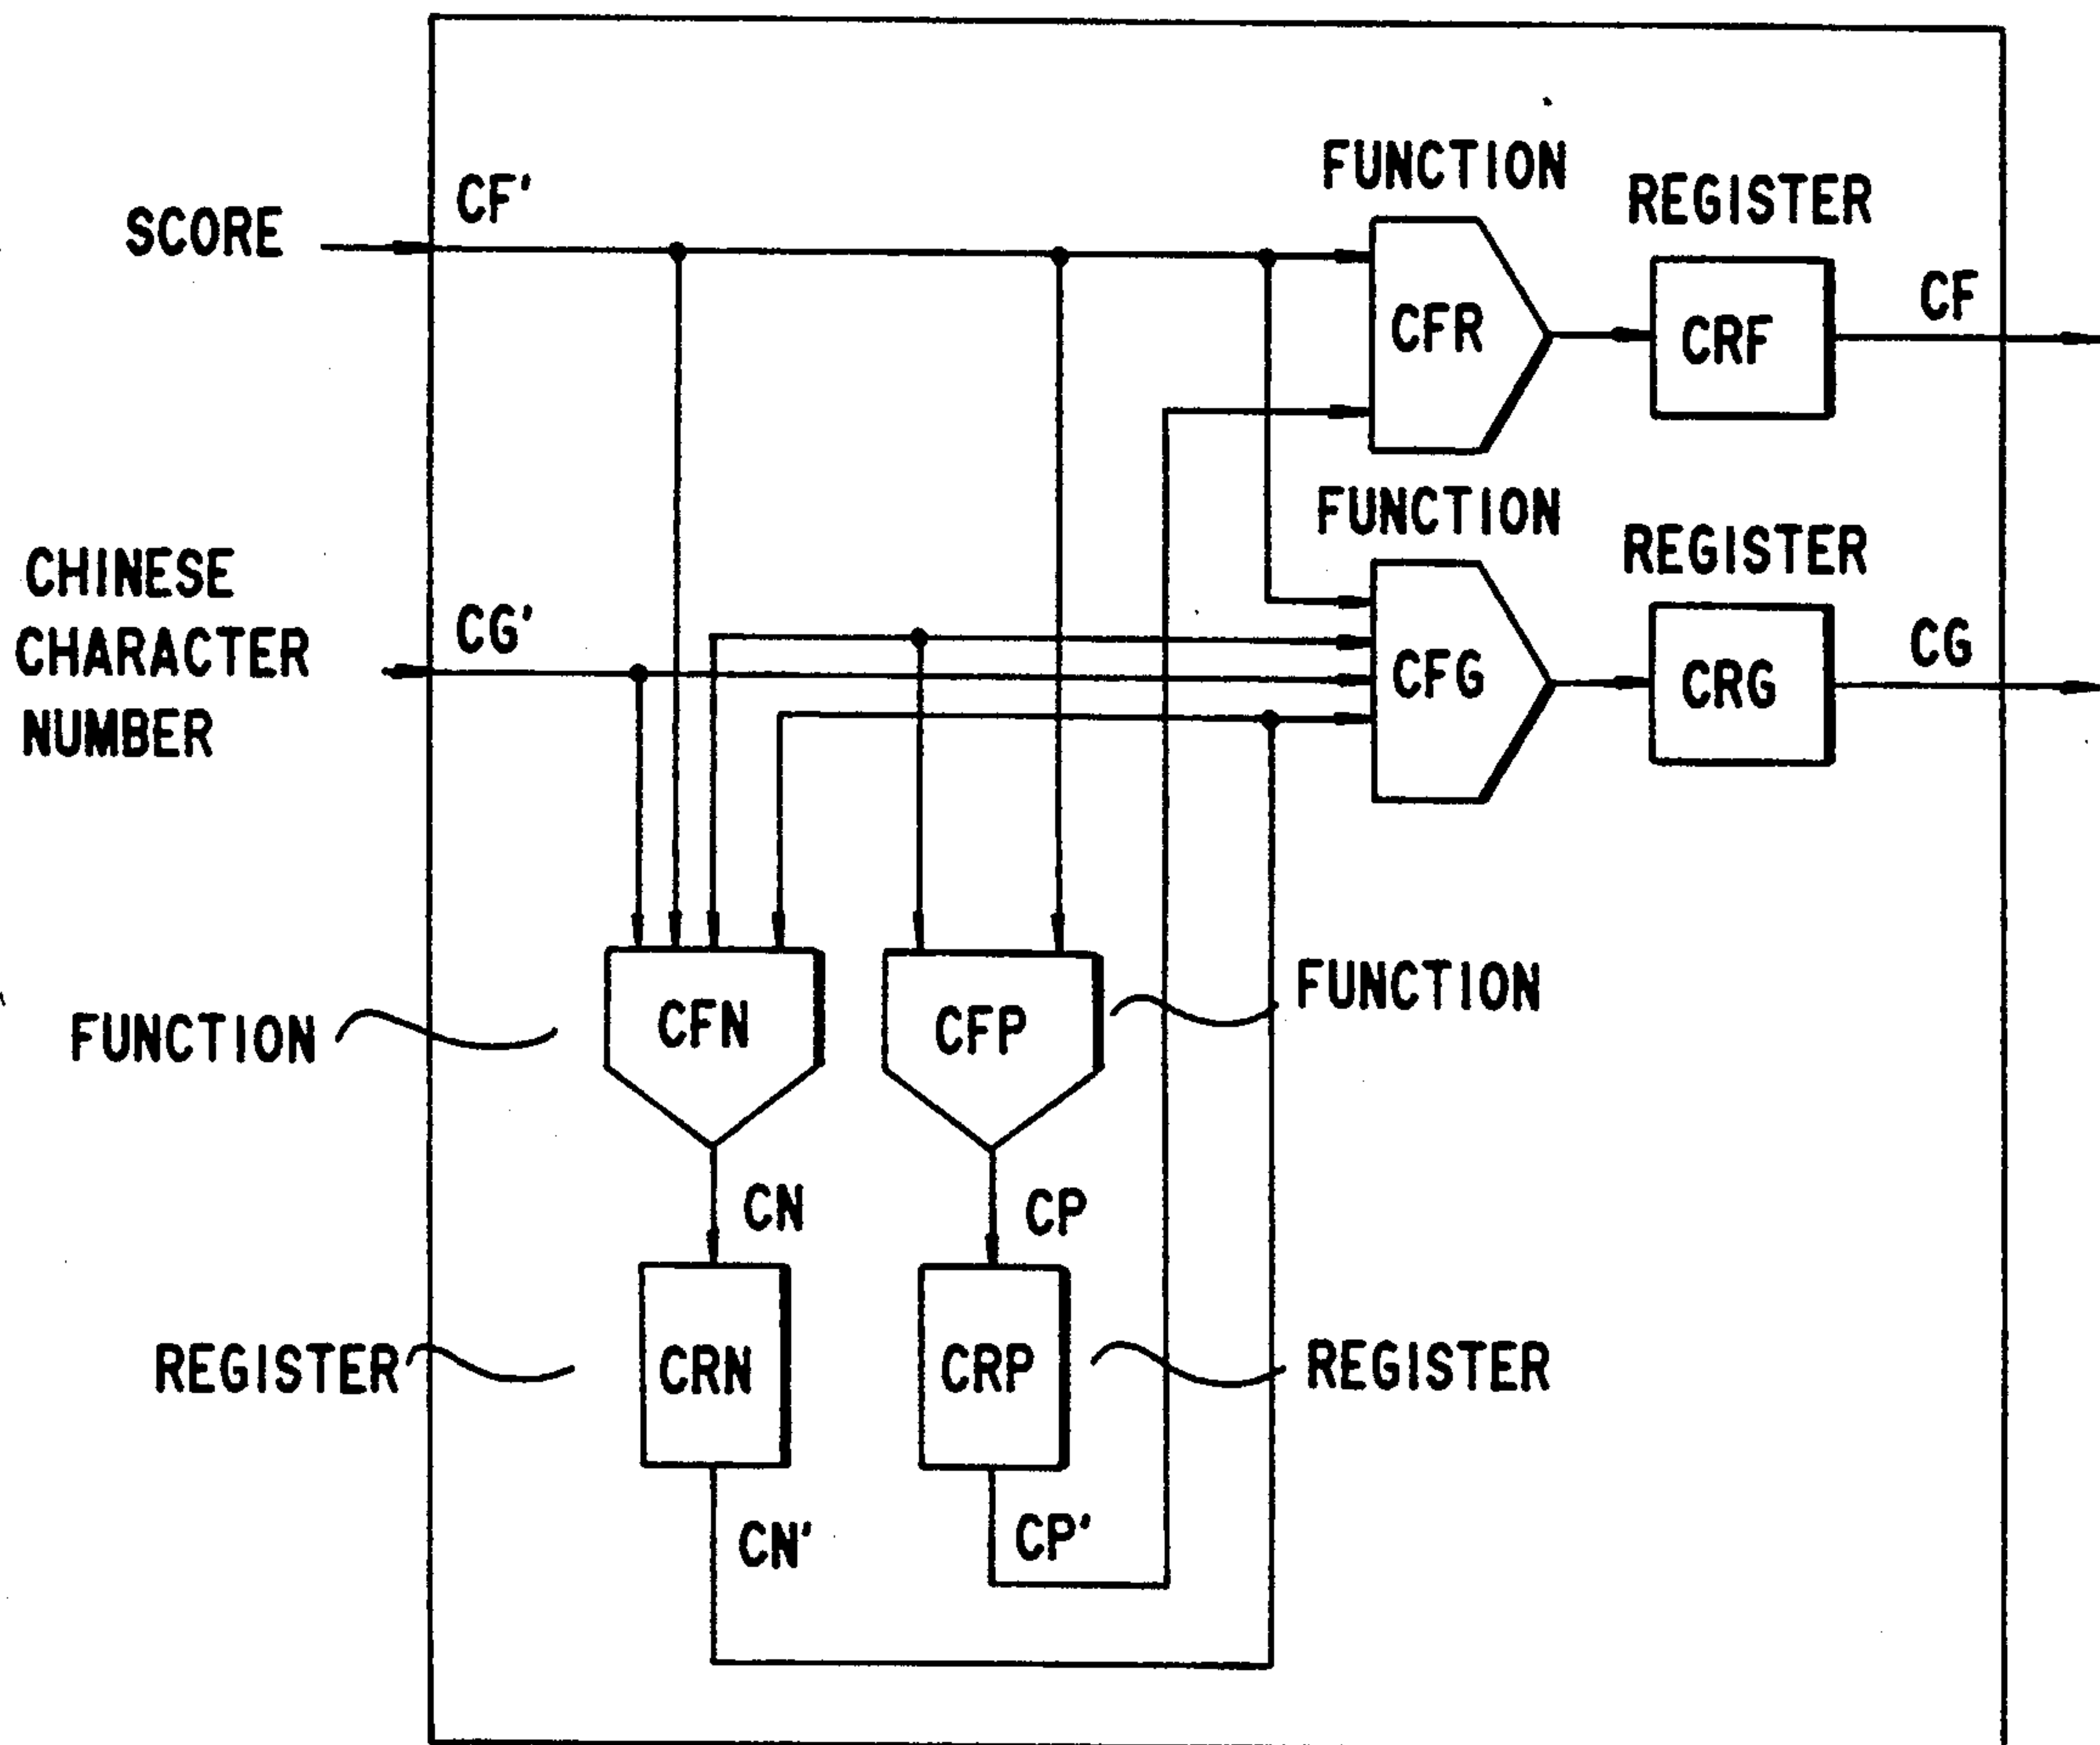 FUNCTION
REGISTER
SCORE
CF'
CFR
CRF
CF
FUNCTION
REGISTER
CHINESE
CHARACTER
NUMBER
CG'
CFG
CRG
CG
FUNCTION
CFN
CFP
FUNCTION
CN
CP
REGISTER
CRN
CRP
REGISTER
CN'
CP'